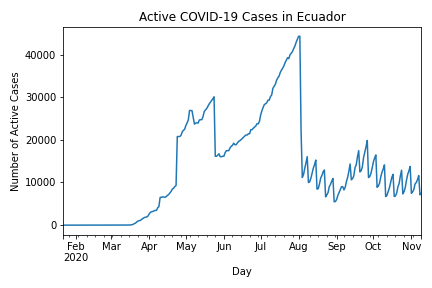 Active COVID-19 Cases in Ecuador
Number of Active Cases
40000
30000
20000
10000
0
Feb Mar Apr May Jun Jul Aug Sep Oct Nov
2020
Day